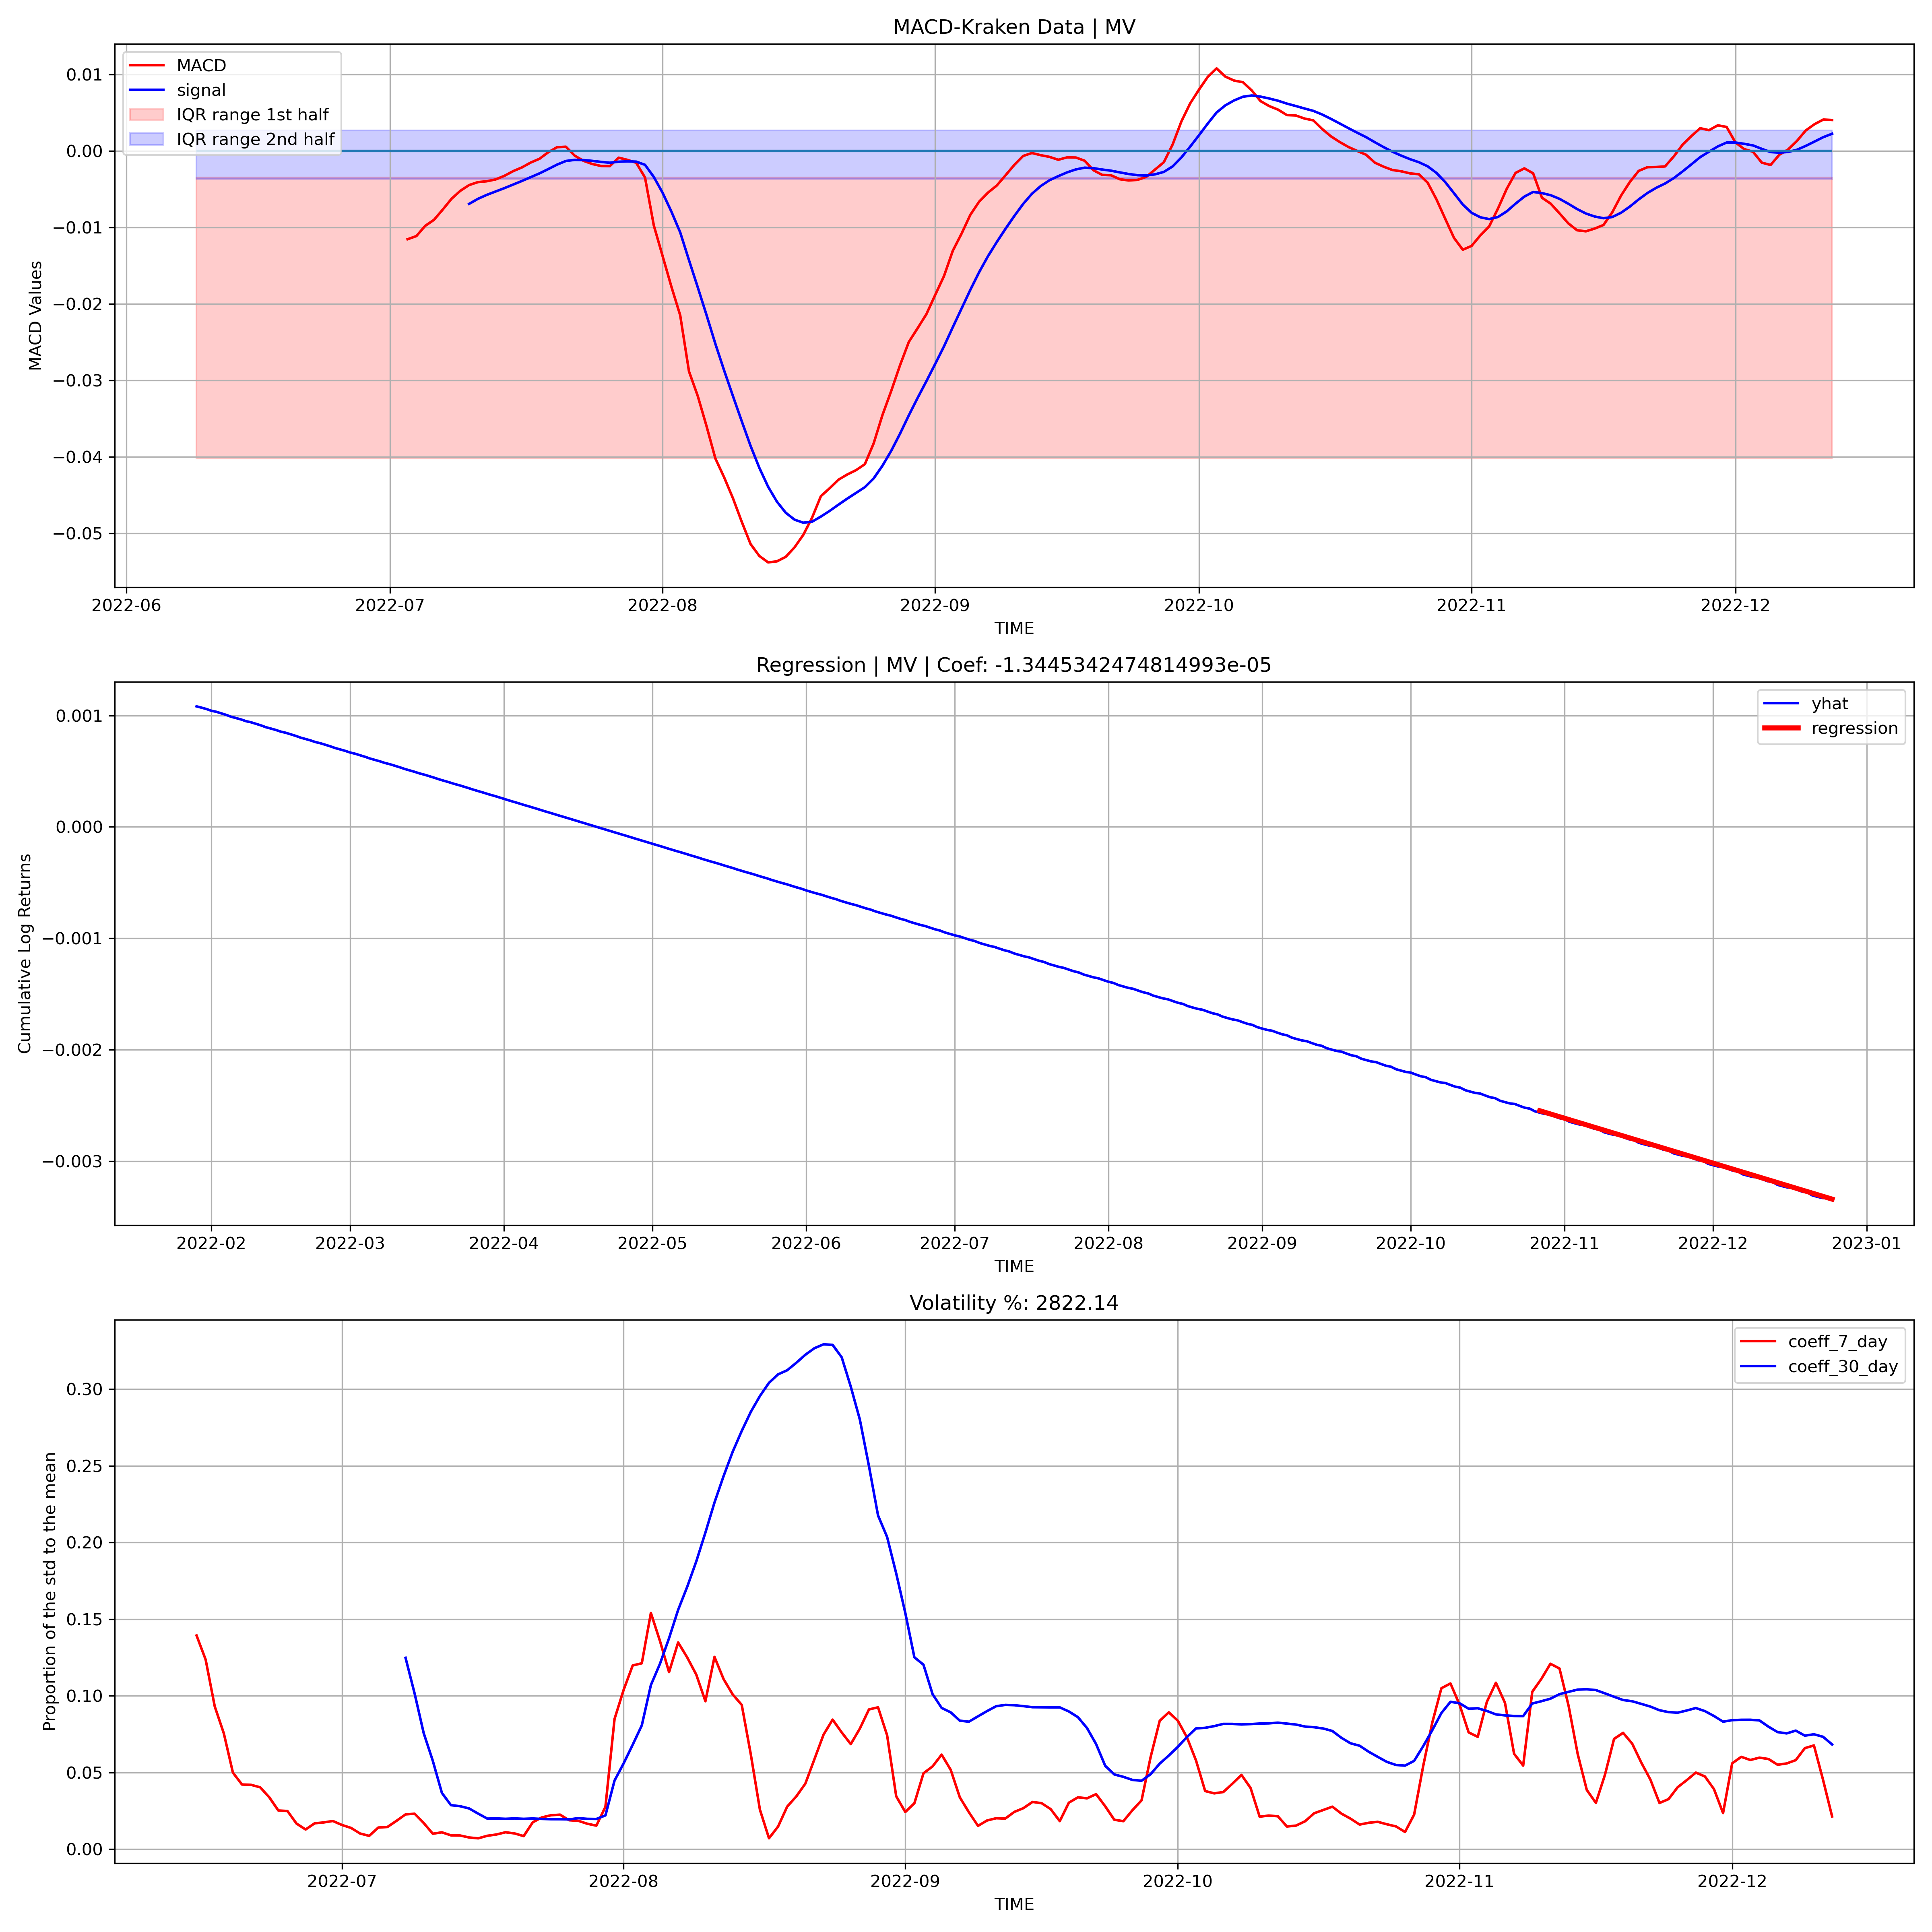 MACD-Kraken Data | MV
MACD
signal
IQR range 1st half
IQR range 2nd half
MACD Values
0.01
0.00
−0.01
−0.02
−0.03
−0.04
−0.05
2022-06 2022-07 2022-08 2022-09 2022-10 2022-11 2022-12
TIME
Regression | MV | Coef: -1.3445342474814993e-05
yhat
regression
Cumulative Log Returns
0.001
0.000
−0.001
−0.002
−0.003
2022-02 2022-03 2022-04 2022-05 2022-06 2022-07 2022-08 2022-09 2022-10 2022-11 2022-12 2023-01
TIME
Volatility %: 2822.14
coeff_7_day
coeff_30_day
Proportion of the std to the mean
0.30
0.25
0.20
0.15
0.10
0.05
0.00
2022-07 2022-08 2022-09 2022-10 2022-11 2022-12
TIME